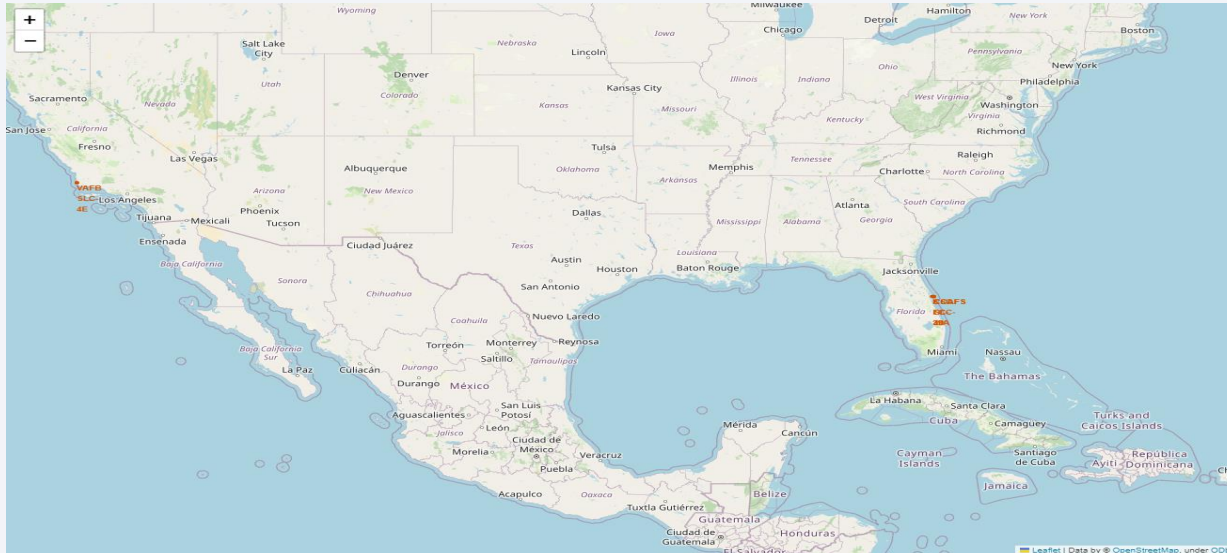 +
−
Wyoming
Milwaukee
Hamilton
Detroit
New York
Chicago
Boston
Iowa
Salt Lake
City
Nebraska
Lincoln
Pennsylvania
New York
Denver
Illinois
Indiana
Ohio
Philadelphia
Utah
Colorado
Kansas City
Sacramento
Nevada
Kansas
Missouri
West Virginia
Washington
Virginia
San Jose
California
Kentucky
Richmond
Fresno
Tulsa
Las Vegas
Raleigh
Albuquerque
Oklahoma
Memphis
Tennessee
Charlotte
North Carolina
VAFB
SLC-
4E
Los Angeles
Arizona
New Mexico
Arkansas
Phoenix
Tucson
Dallas
Mississippi
Alabama
Atlanta
Georgia
South Carolina
Tijuana
Mexicali
Ensenada
Ciudad Juárez
Texas
Louisiana
Baja California
Austin
Houston
Baton Rouge
Jacksonville
Sonora
San Antonio
Chihuahua
Florida
Coahuila
Nuevo Laredo
Monterrey
Reynosa
Torreón
Saltillo
Tamaulipas
Baja California
Sur
La Paz
Culiacán
Durango
Durango
México
Miami
Nassau
The Bahamas
Aguascalientes
San Luis
Potosí
La Habana
Santa Clara
Cuba
Camaguey
Turks and
Caicos Islands
León
Jalisco
Ciudad de
México
Mérida
Cancún
Morelia
Veracruz
Puebla
Cayman
Islands
Santiago
de Cuba
Ayiti
República
Dominicana
Acapulco
Oaxaca
Jamaica
Belize
Tuxtla Gutiérrez
Guatemala
Ciudad de
Guatemala
Honduras
El Salvador
Leaflet | Data by © OpenStreetMap, under